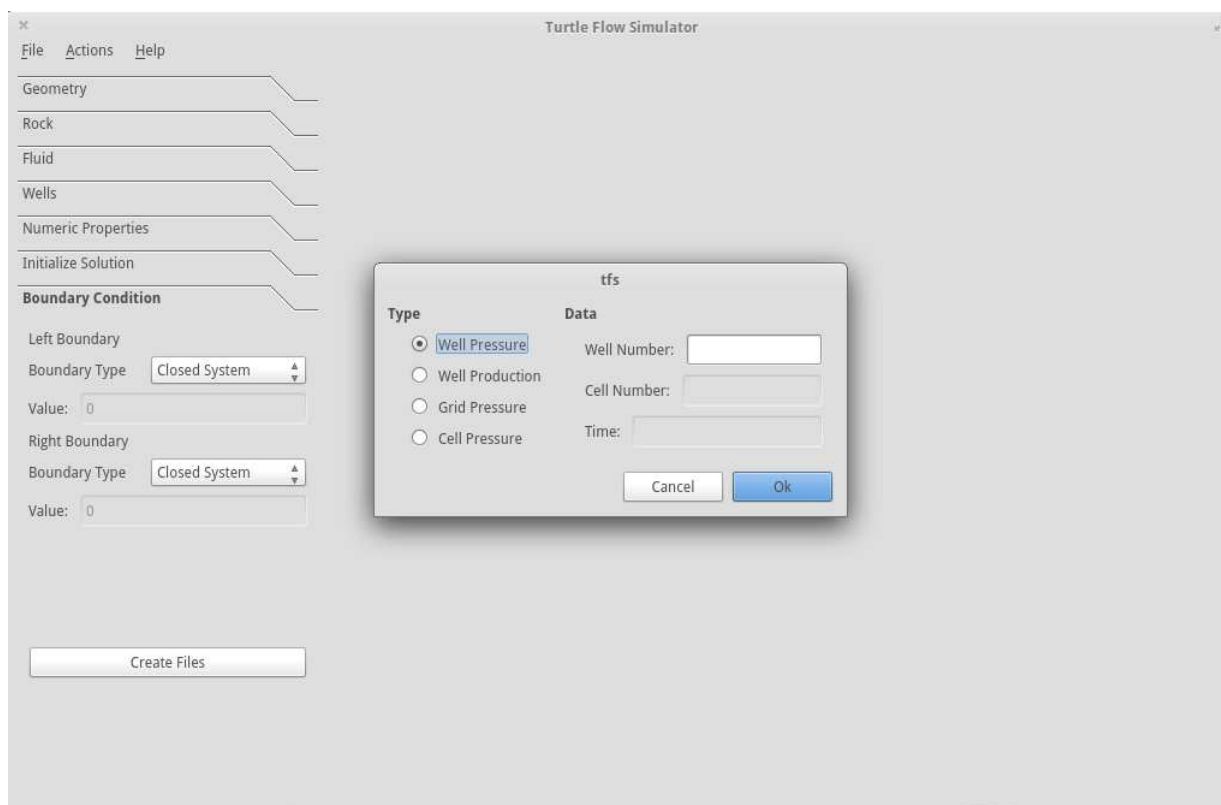 Turtle Flow Simulator
File Actions Help
Geometry
Rock
Fluid
Wells
Numeric Properties
Initialize Solution
Boundary Condition
Left Boundary
Boundary Type Closed System
Value: 0
Right Boundary
Boundary Type Closed System
Value: 0
Create Files
tfs
Type
Well Pressure
Well Production
Grid Pressure
Cell Pressure
Data
Well Number:
Cell Number:
Time:
Cancel Ok